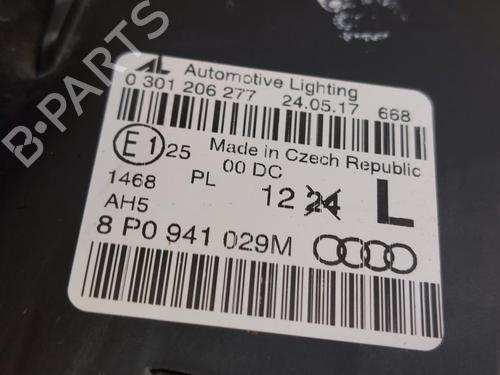 AL Automotive Lighting
0 301 206 277 24.05.17 668
E1 25 Made in Czech Republic
00 DC
1468 PL 12 24 L
AH5
8 P0 941 029M
B-PARTS